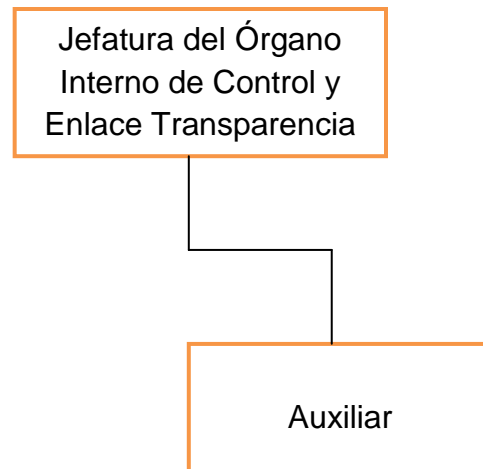 Jefatura del Órgano
Interno de Control y
Enlace Transparencia
Auxiliar